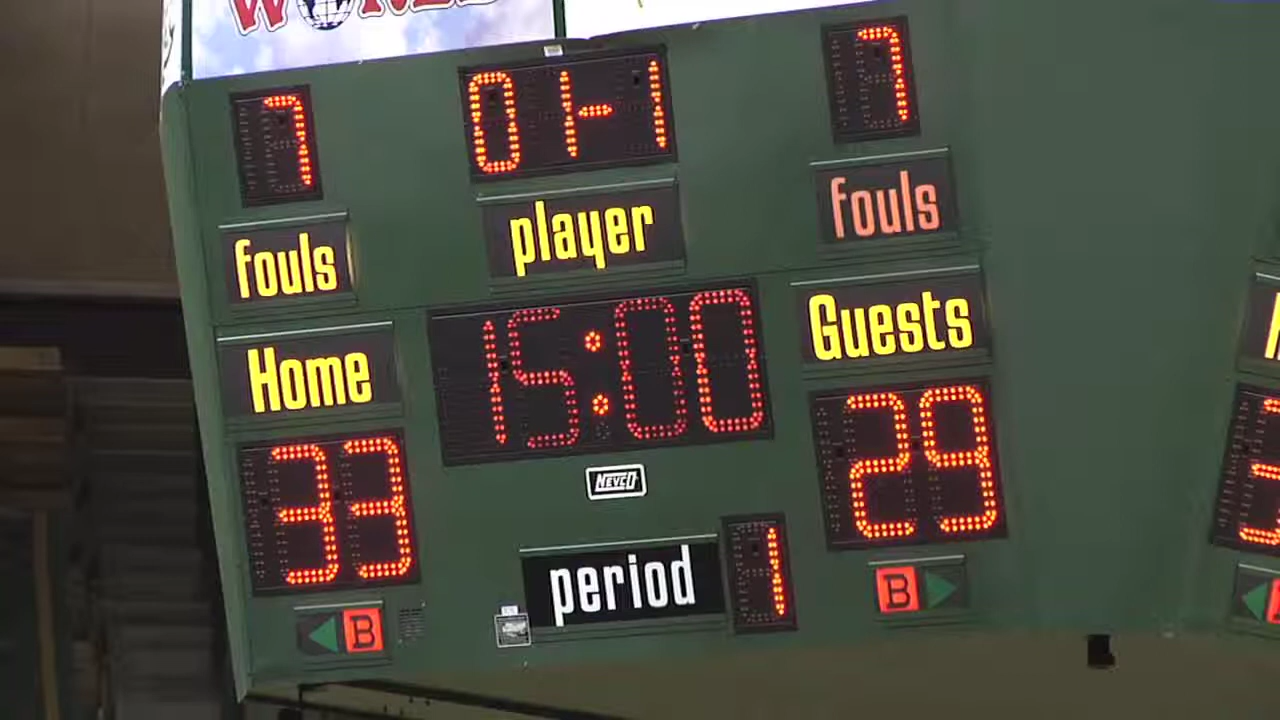 7 01-1 7
fouls player fouls
Home 15:00 Guests
33 29
NEVCO
period 1
B B